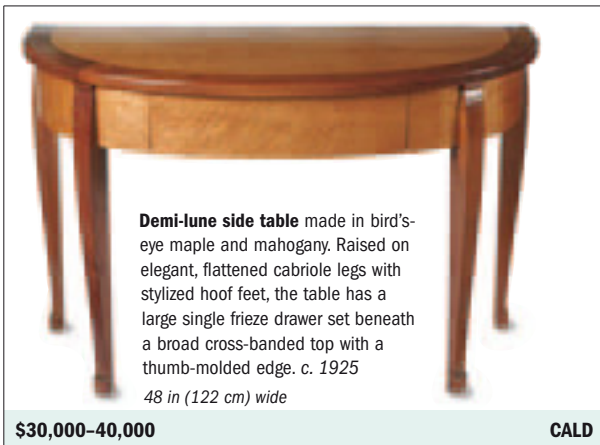 Demi-lune side table made in bird's-
eye maple and mahogany. Raised on
elegant, flattened cabriole legs with
stylized hoof feet, the table has a
large single frieze drawer set beneath
a broad cross-banded top with a
thumb-molded edge. c. 1925
48 in (122 cm) wide
$30,000–40,000 CALD